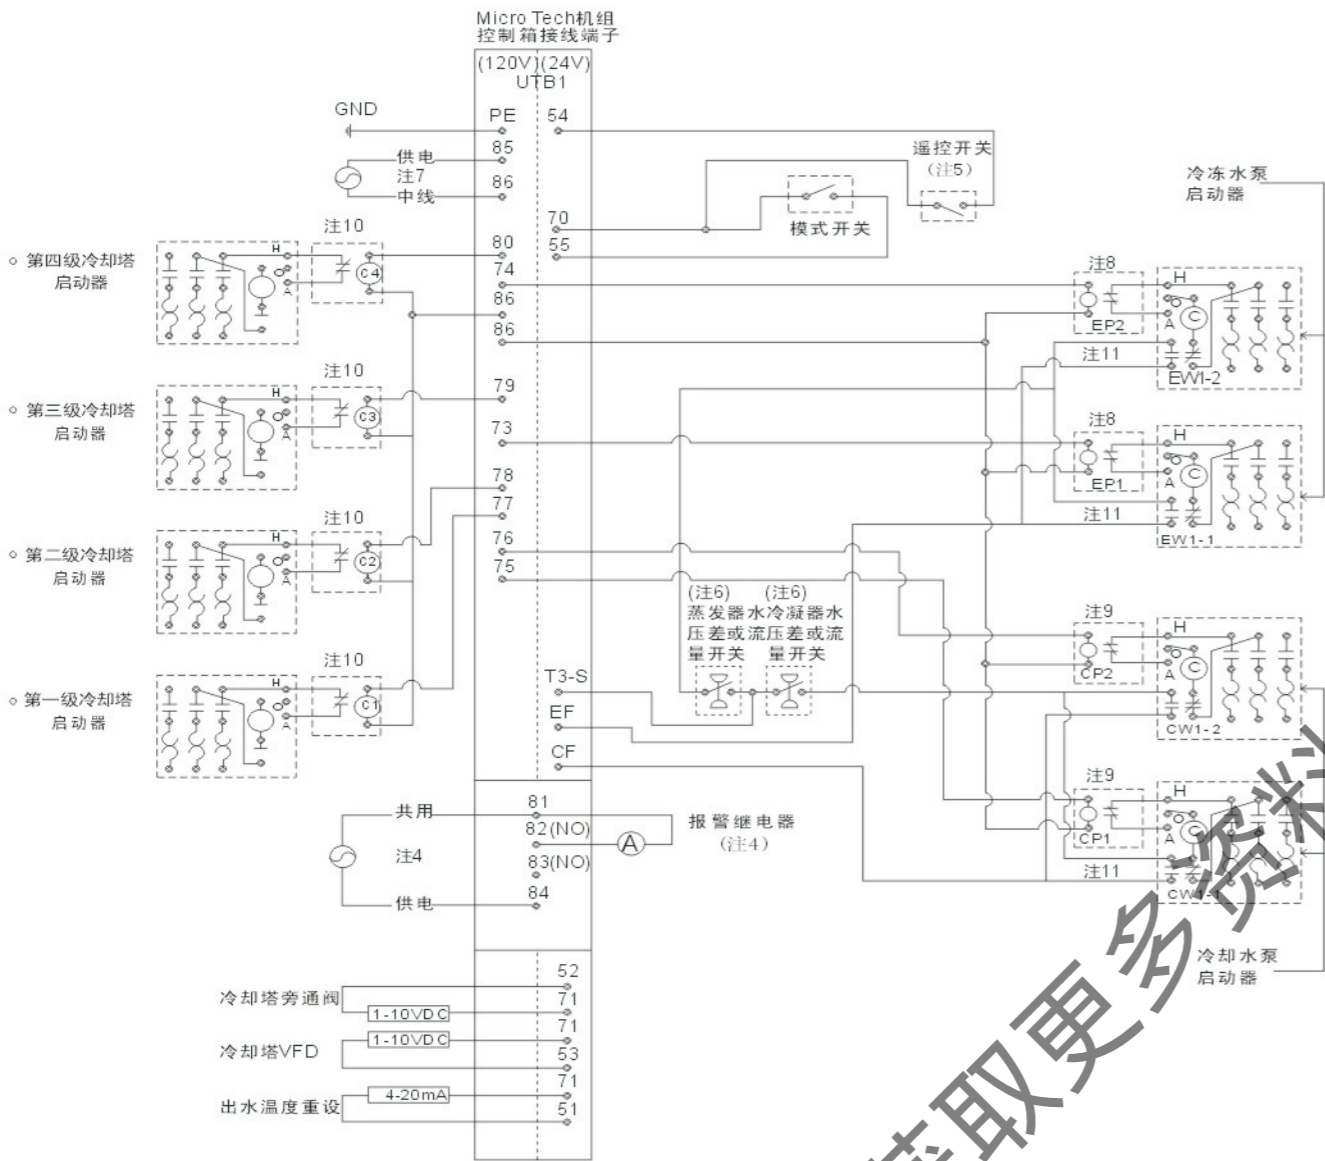 Micro Tech机组
控制箱接线端子
(120V)(24V)
UTB1
GND
PE
54
85
供电
注7
86
中线
遥控开关
(注5)
冷冻水泵
启动器
模式开关
70
55
注10
80
H
O
A
C4
第四级冷却塔
启动器
74
86
86
注8
EP2
H
O
A
C
注11
EW1-2
注10
79
H
O
A
C3
第三级冷却塔
启动器
73
注8
EP1
H
O
A
C
注11
EW1-1
78
77
注10
H
O
A
C2
第二级冷却塔
启动器
76
75
(注6)
蒸发器水
压差或流
量开关
(注6)
冷凝器水
压差或流
量开关
注9
CP2
H
O
A
C
CW1-2
注10
H
O
A
C1
第一级冷却塔
启动器
T3-S
EF
CF
注9
CP1
H
O
A
C
注11
CW1-1
共用
注4
供电
81
82(NO)
83(NO)
84
A
报警继电器
(注4)
冷却水泵
启动器
52
冷却塔旁通阀
71
1-10VDC
71
1-10VDC
冷却塔VFD
53
71
4-20mA
出水温度重设
51
获取更多资料